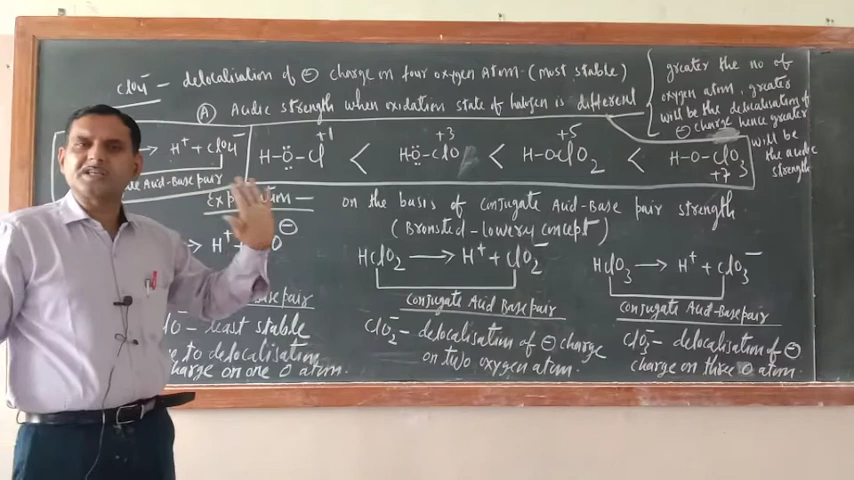 ClO4⁻ – delocalisation of ⊖ charge on four oxygen Atom. (most stable)
Ⓐ Acidic strength when oxidation state of halogen is different
greater the no of
oxygen atom, greater
will be the delocalisation of
⊖ charge hence greater
will be
the acidic
strength
→ H⁺ + ClO4⁻
Acid-Base pair
+1 +3 +5
H–O–Cl < HO–ClO < H–OClO2 < H–O–ClO3
+7
Explanation – on the basis of conjugate Acid-Base pair strength
(Bronsted-lowery concept)
→ H⁺ O⊖
HClO2 → H⁺ + ClO2⁻
conjugate Acid Base pair
ClO2⁻ – delocalisation of ⊖ charge
on two oxygen atom.
HClO3 → H⁺ + ClO3⁻
conjugate Acid-Base pair
ClO3⁻ – delocalisation of ⊖
charge on three O atom.
pair
– least stable
to delocalisation
charge on one O atom.